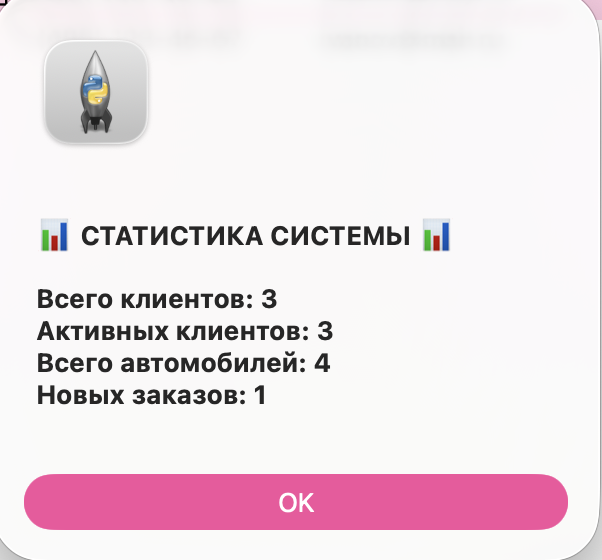 📊 СТАТИСТИКА СИСТЕМЫ 📊
Всего клиентов: 3
Активных клиентов: 3
Всего автомобилей: 4
Новых заказов: 1
OK